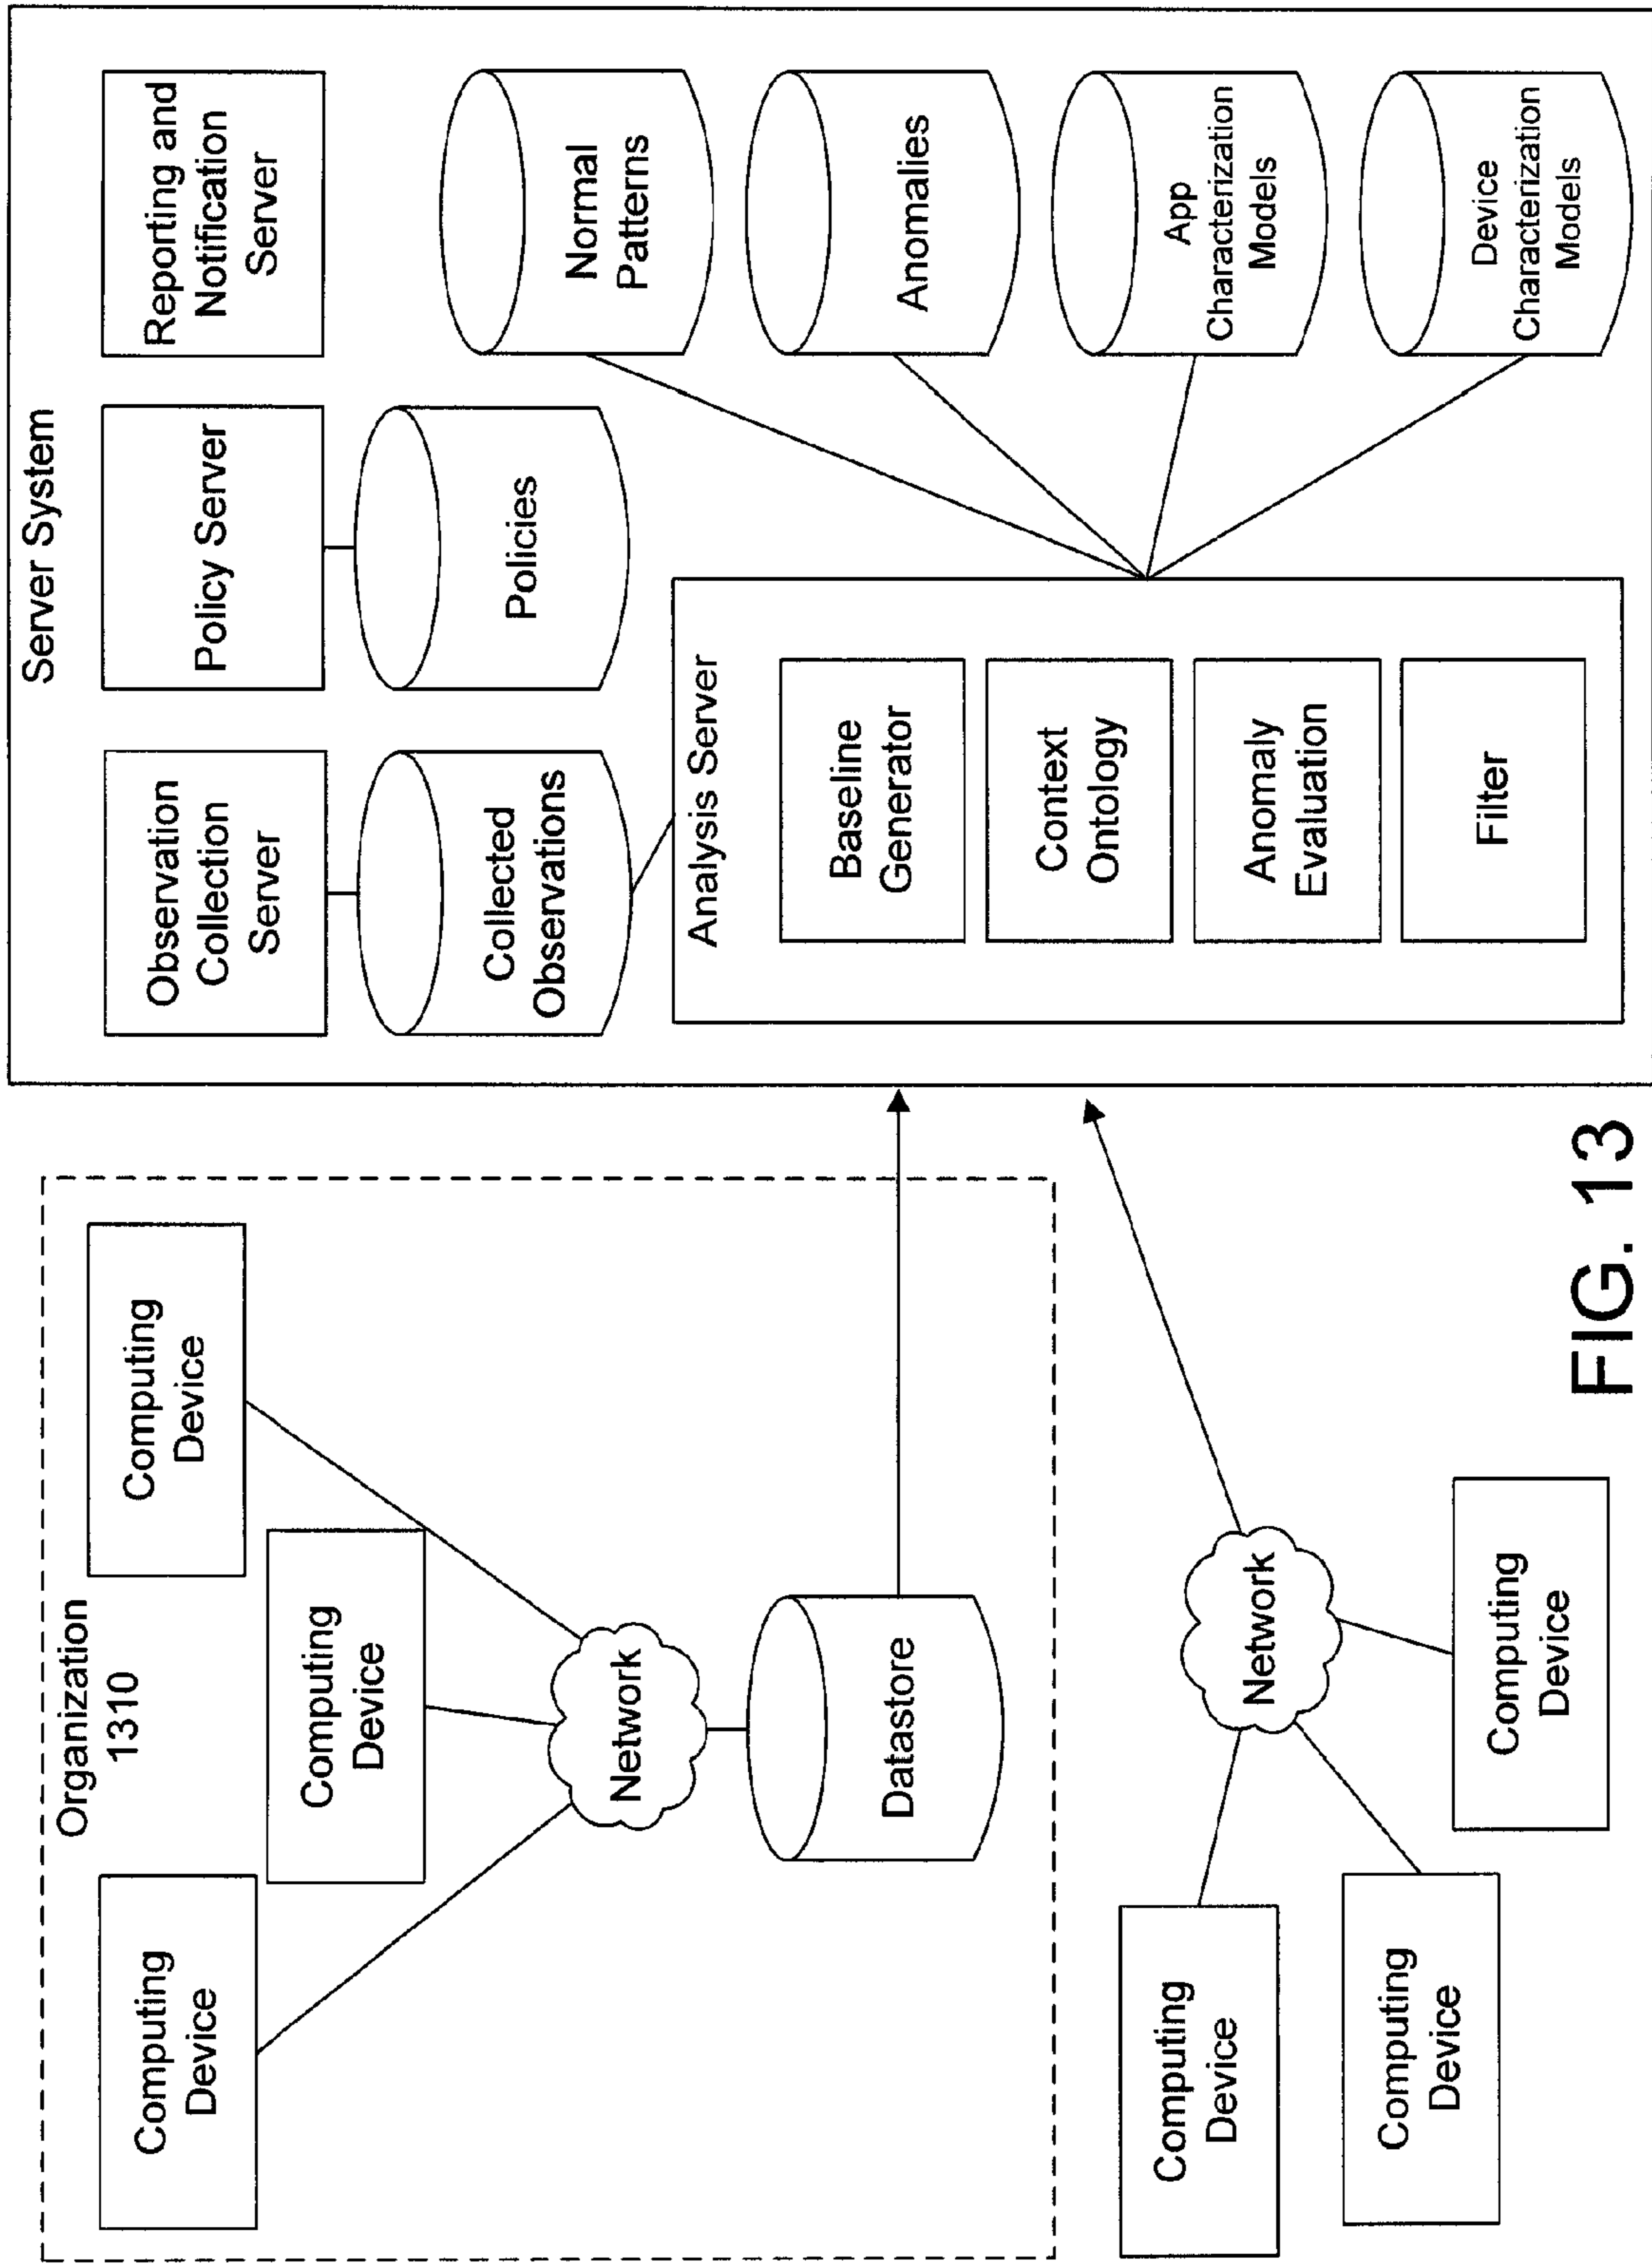 Organization
1310
Computing
Device
Computing
Device
Computing
Device
Network
Datastore
Computing
Device
Computing
Device
Computing
Device
Network
Server System
Observation
Collection
Server
Policy Server
Reporting and
Notification
Server
Collected
Observations
Policies
Normal
Patterns
Anomalies
App
Characterization
Models
Device
Characterization
Models
Analysis Server
Baseline
Generator
Context
Ontology
Anomaly
Evaluation
Filter
FIG. 13